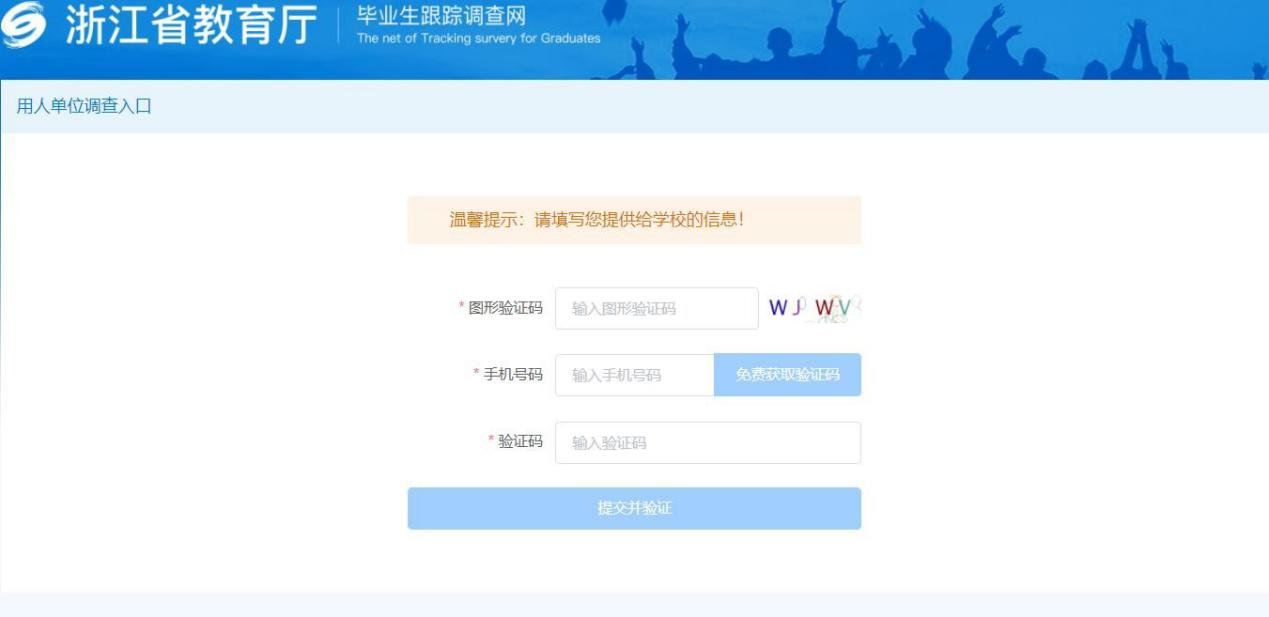 浙江省教育厅
毕业生跟踪调查网
The net of Tracking survery for Graduates
用人单位调查入口
温馨提示：请填写您提供给学校的信息！
* 图形验证码 输入图形验证码 WJWV
* 手机号码 输入手机号码 免费获取验证码
* 验证码 输入验证码
提交并验证